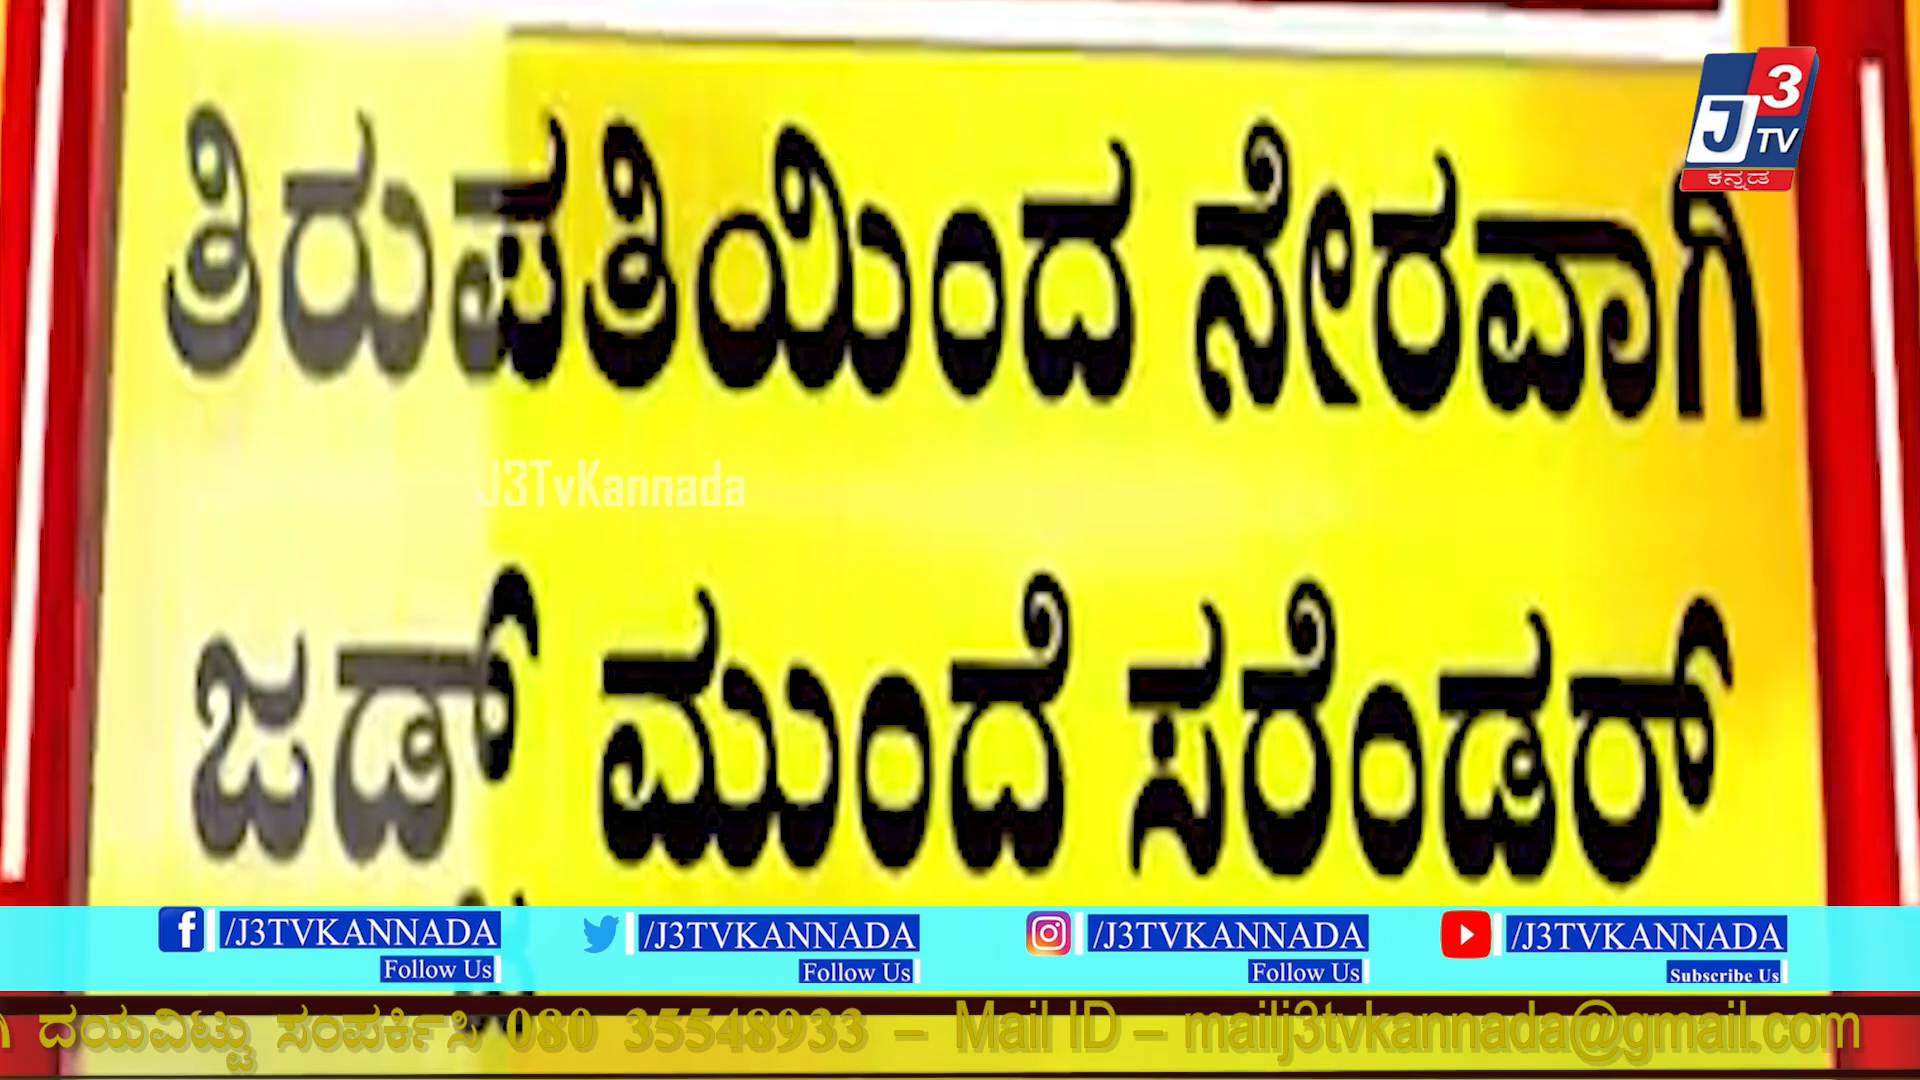 3
J TV
ಕನ್ನಡ
ತಿರುಪತಿಯಿಂದ ನೇರವಾಗಿ
J3TvKannada
ಜಡ್ಜ್ ಮುಂದೆ ಸರೆಂಡರ್
/J3TVKANNADA /J3TVKANNADA /J3TVKANNADA /J3TVKANNADA
Follow Us Follow Us Follow Us Subscribe Us
ದಯವಿಟ್ಟು ಸಂಪರ್ಕಿಸಿ 080 35548933 – Mail ID – mailj3tvkannada@gmail.com